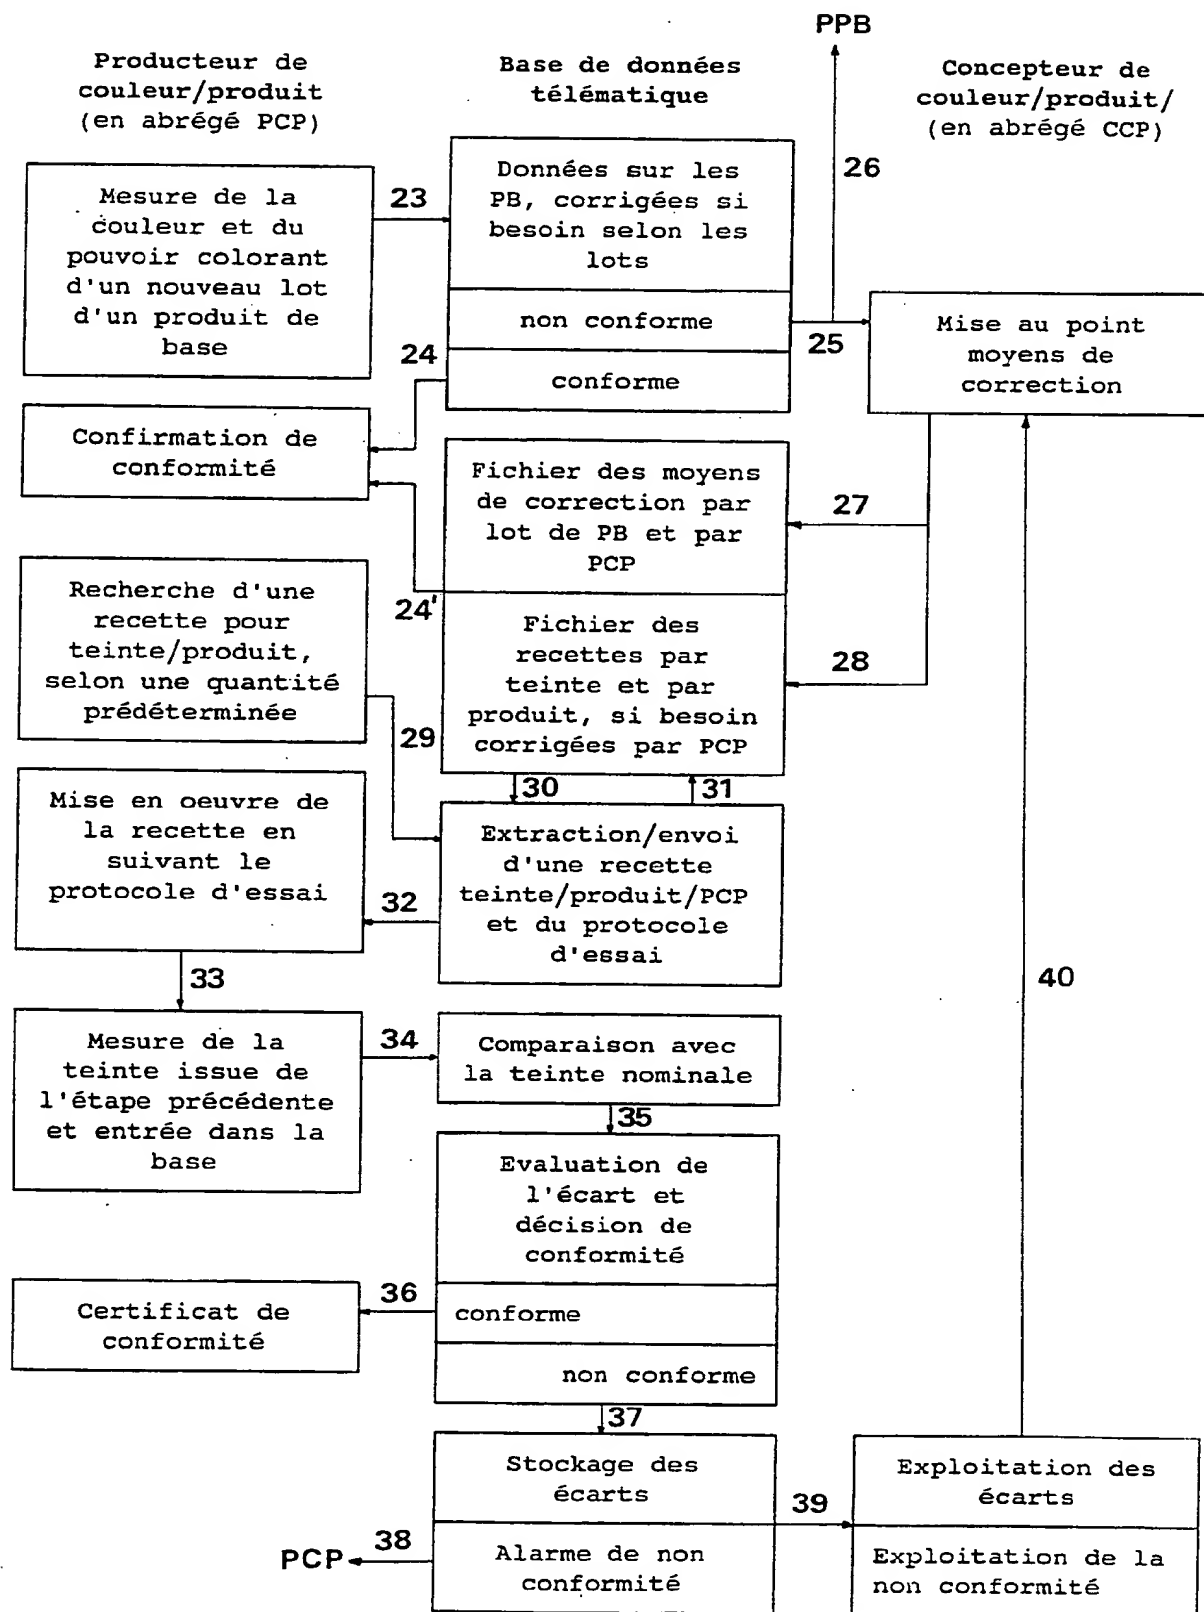 PPB
Producteur de
couleur/produit
(en abrégé PCP)
Base de données
télématique
Concepteur de
couleur/produit/
(en abrégé CCP)
26
Mesure de la
couleur et du
pouvoir colorant
d'un nouveau lot
d'un produit de
base
23
Données sur les
PB, corrigées si
besoin selon les
lots
non conforme
conforme
25
Mise au point
moyens de
correction
24
Confirmation de
conformité
Fichier des moyens
de correction par
lot de PB et par
PCP
27
24'
Recherche d'une
recette pour
teinte/produit,
selon une quantité
prédéterminée
Fichier des
recettes par
teinte et par
produit, si besoin
corrigées par PCP
28
29
30
31
Mise en oeuvre de
la recette en
suivant le
protocole d'essai
Extraction/envoi
d'une recette
teinte/produit/PCP
et du protocole
d'essai
32
33
40
Mesure de la
teinte issue de
l'étape précédente
et entrée dans la
base
34
Comparaison avec
la teinte nominale
35
Evaluation de
l'écart et
décision de
conformité
conforme
non conforme
36
Certificat de
conformité
37
Stockage des
écarts
Alarme de non
conformité
39
Exploitation des
écarts
Exploitation de la
non conformité
38
PCP